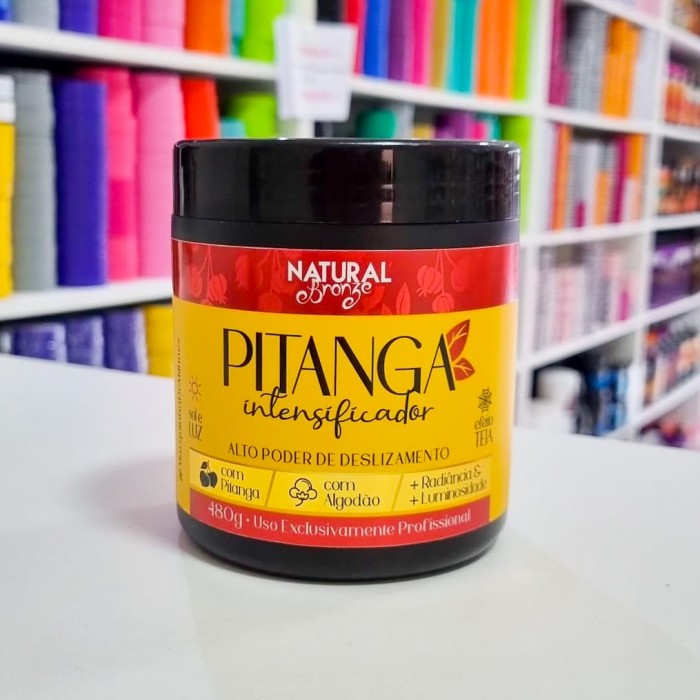 NATURAL
Bronze
PITANGA
intensificador
sol e
LUZ
efeito
TEIA
ALTO PODER DE DESLIZAMENTO
com
Pitanga
com
Algodão
+ Radiância &
+ Luminosidade
480g • Uso Exclusivamente Profissional